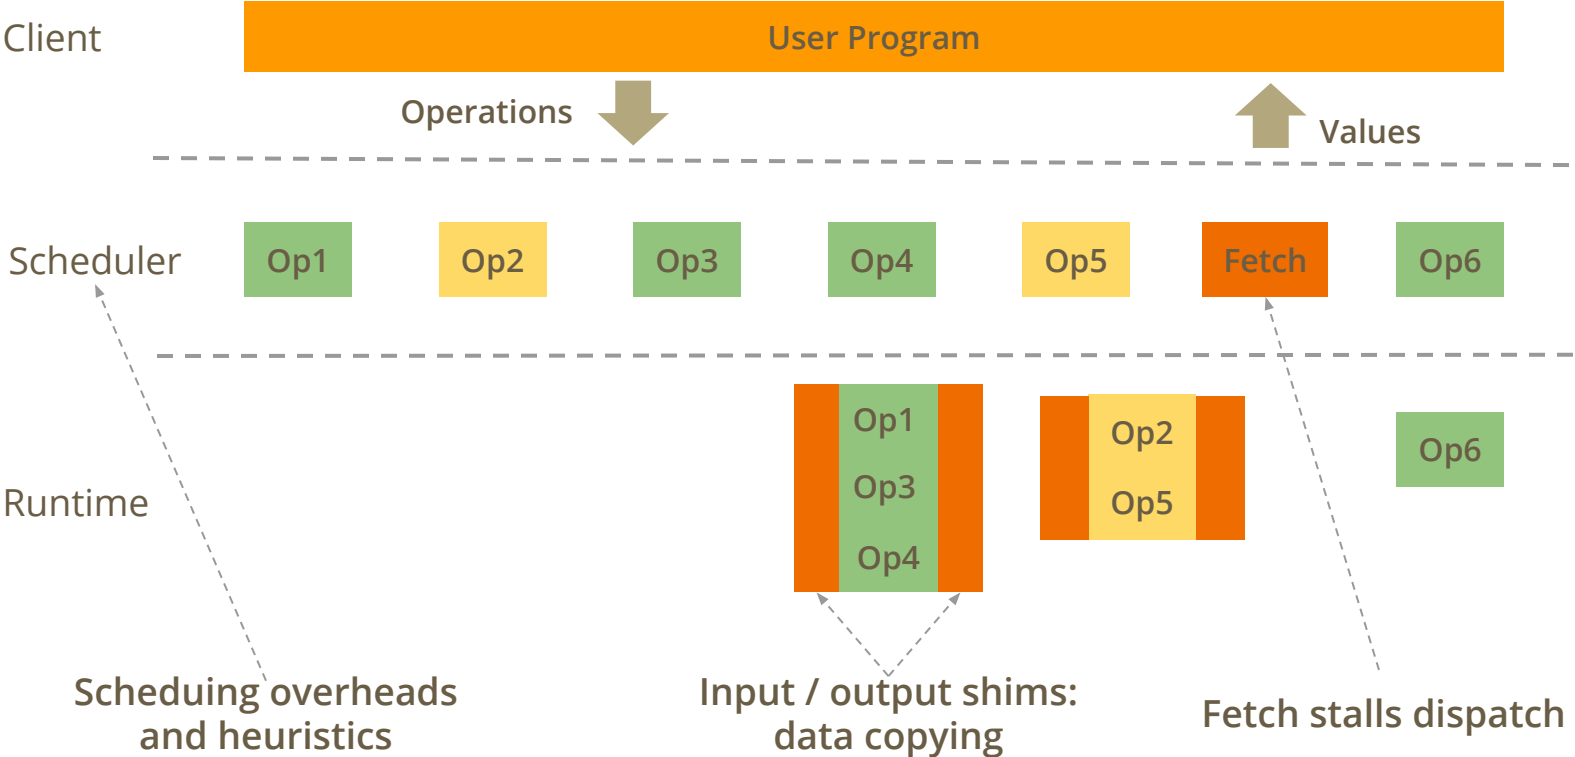 Client
User Program
Operations
Values
Scheduler
Op1
Op2
Op3
Op4
Op5
Fetch
Op6
Runtime
Op1
Op3
Op4
Op2
Op5
Op6
Scheduing overheads
and heuristics
Input / output shims:
data copying
Fetch stalls dispatch